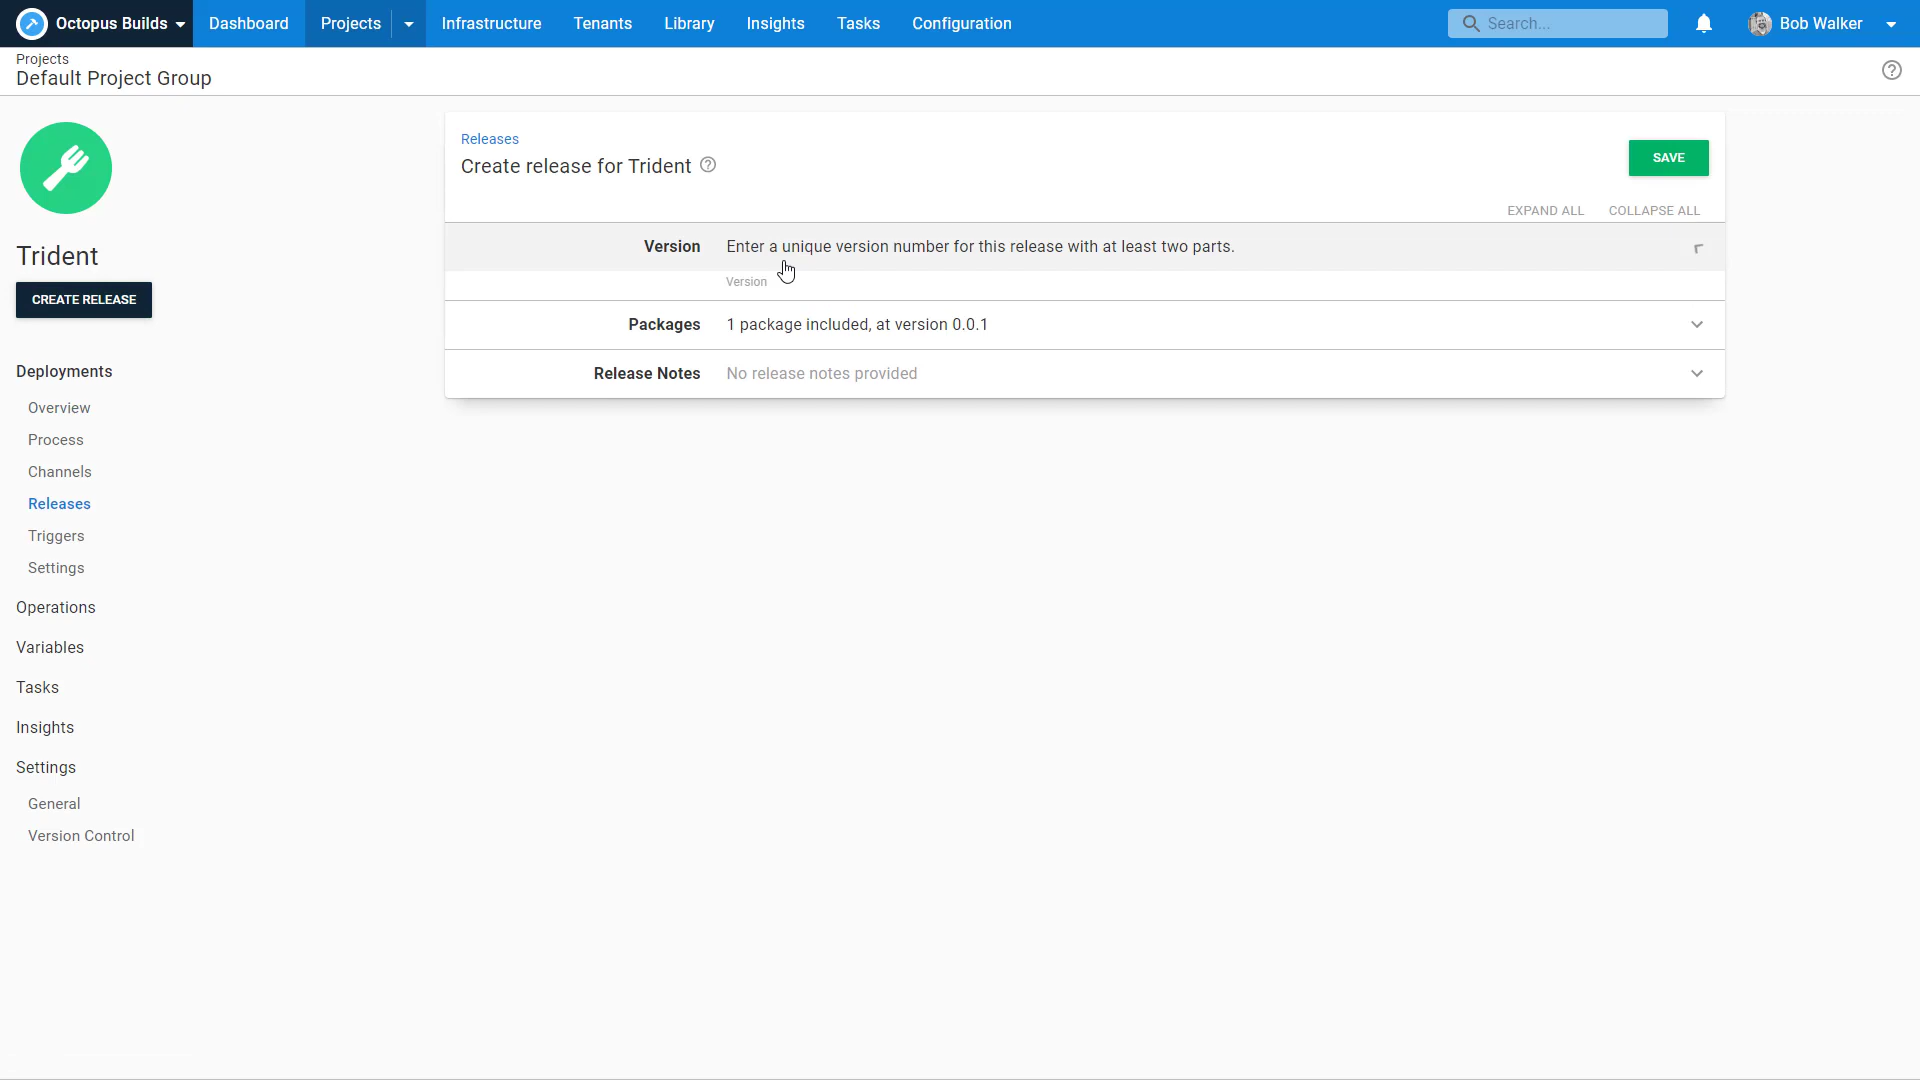 Octopus Builds
Dashboard
Projects
Infrastructure
Tenants
Library
Insights
Tasks
Configuration
Search...
Bob Walker
Projects
Default Project Group
Trident
CREATE RELEASE
Deployments
Overview
Process
Channels
Releases
Triggers
Settings
Operations
Variables
Tasks
Insights
Settings
General
Version Control
Releases
Create release for Trident
SAVE
EXPAND ALL
COLLAPSE ALL
Version Enter a unique version number for this release with at least two parts.
Version
Packages 1 package included, at version 0.0.1
Release Notes No release notes provided